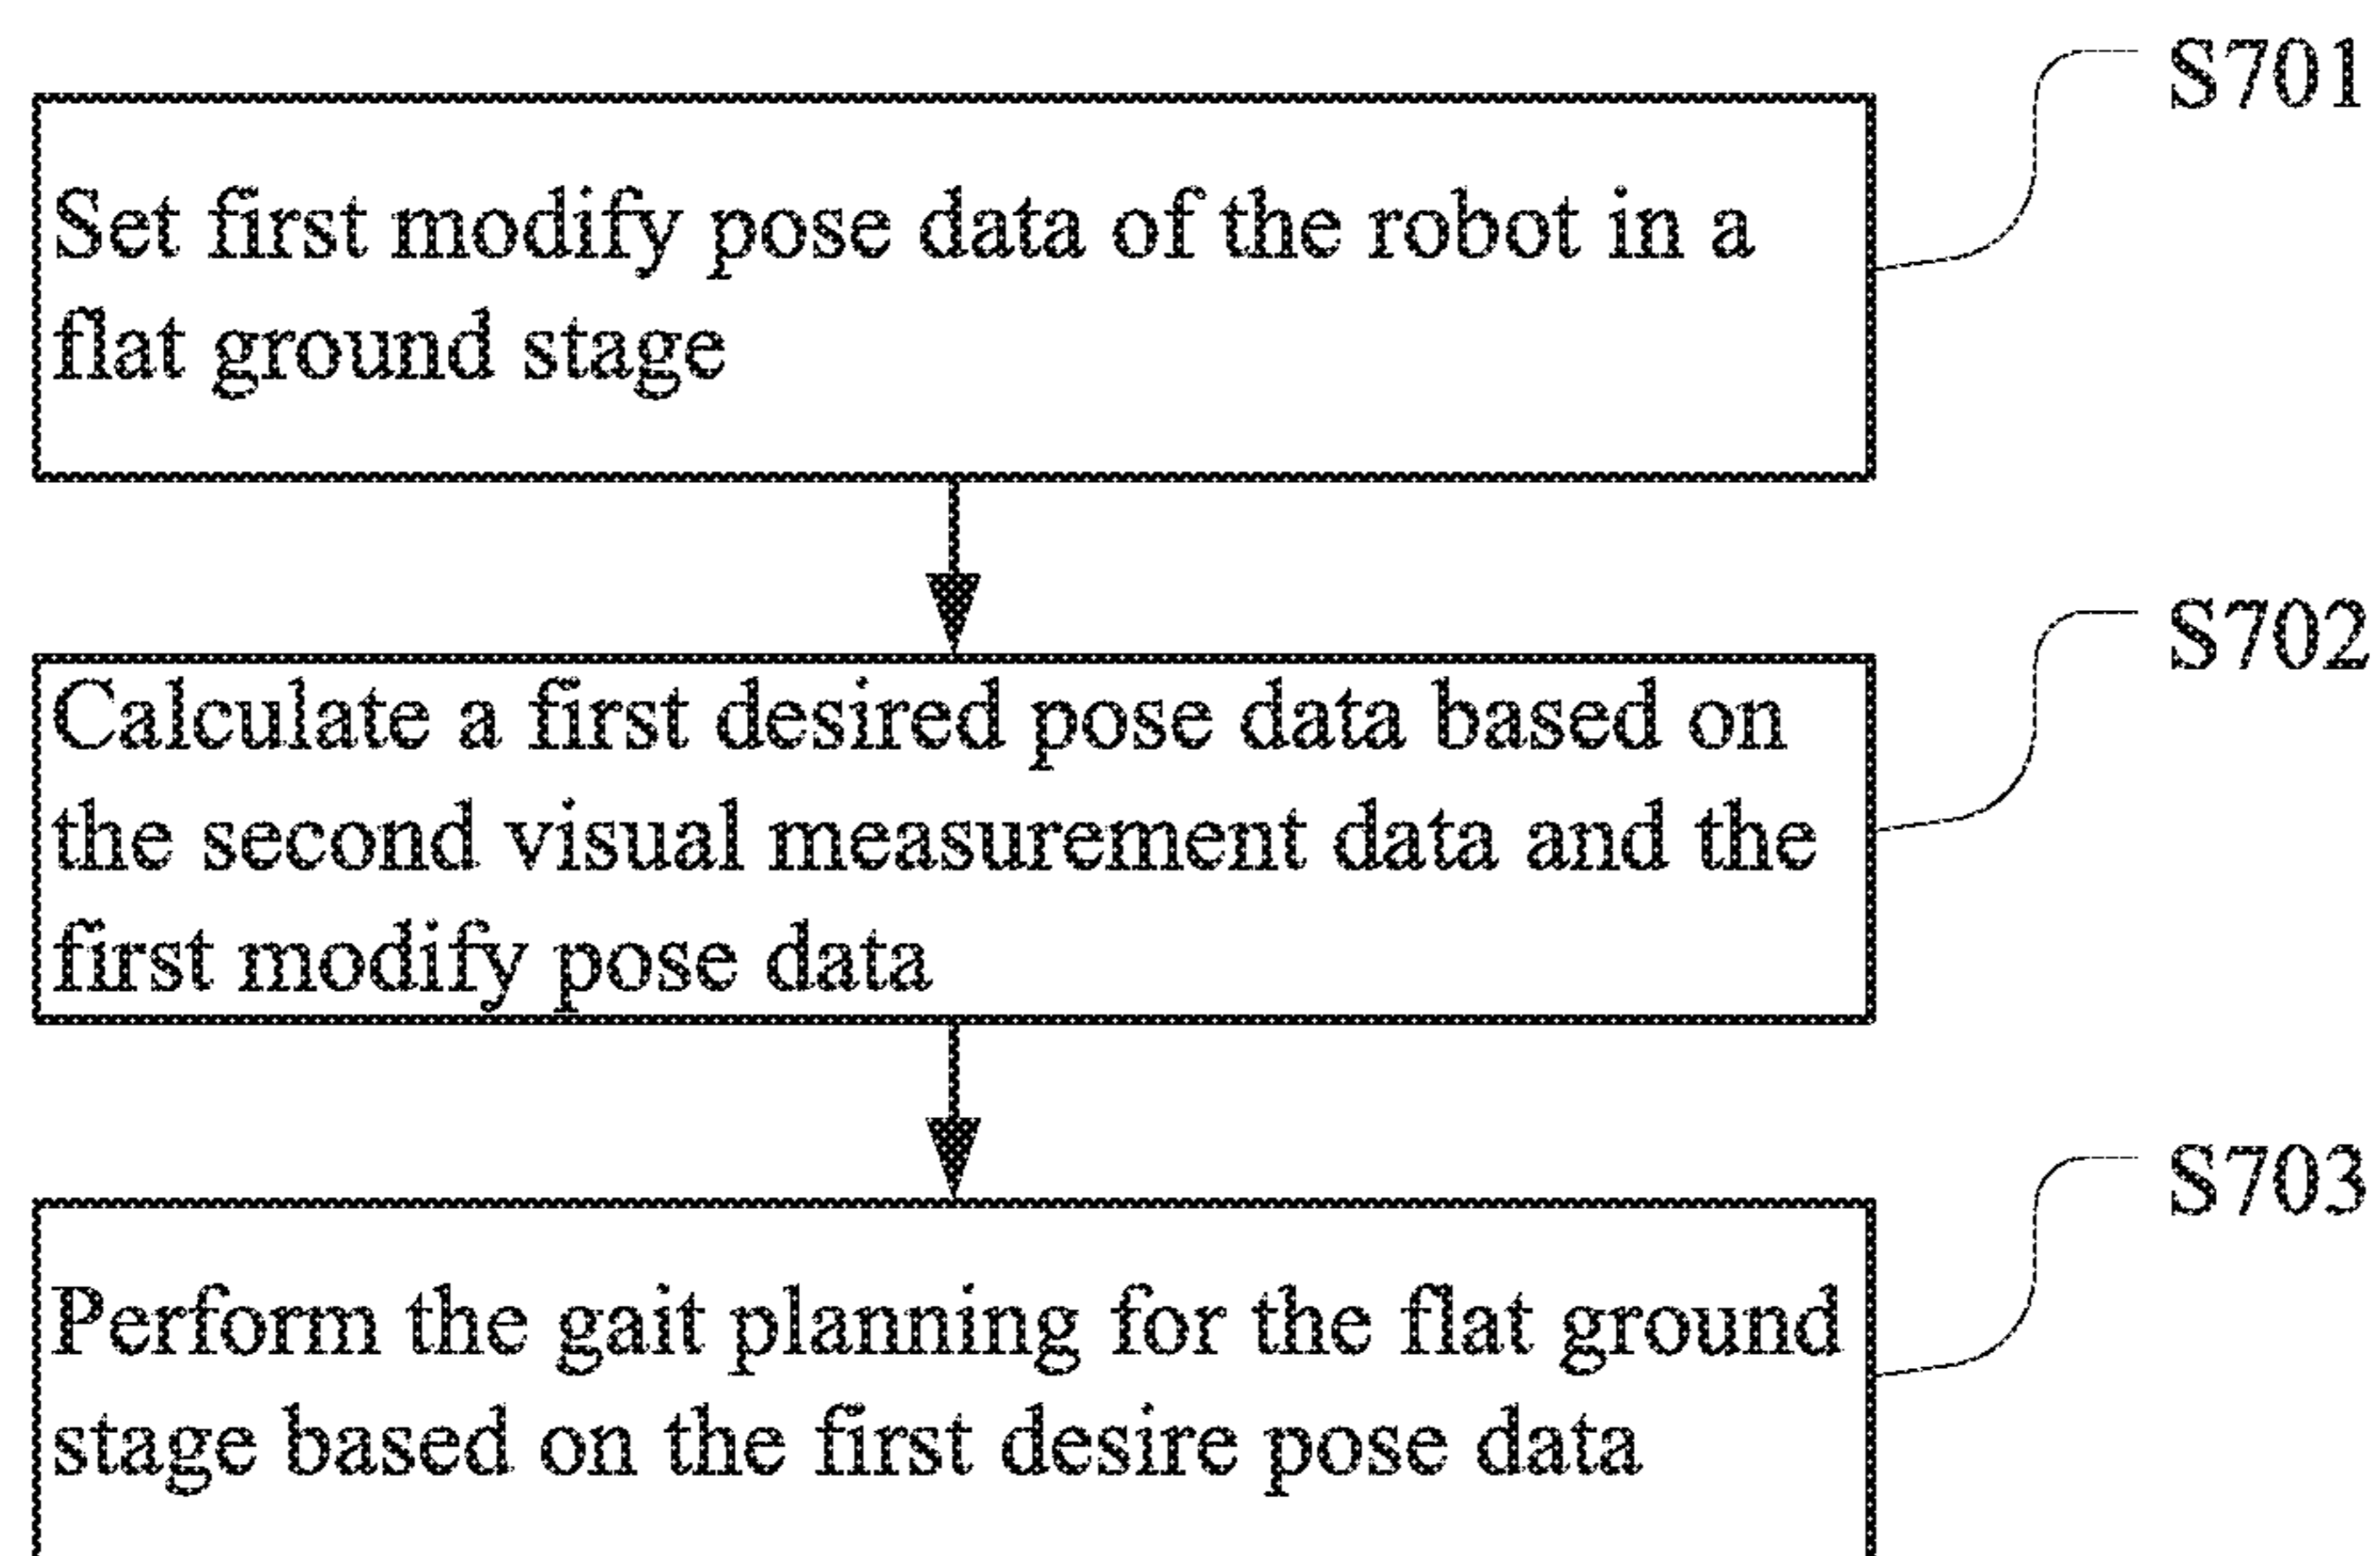 S701
Set first modify pose data of the robot in a
flat ground stage
S702
Calculate a first desired pose data based on
the second visual measurement data and the
first modify pose data
S703
Perform the gait planning for the flat ground
stage based on the first desire pose data